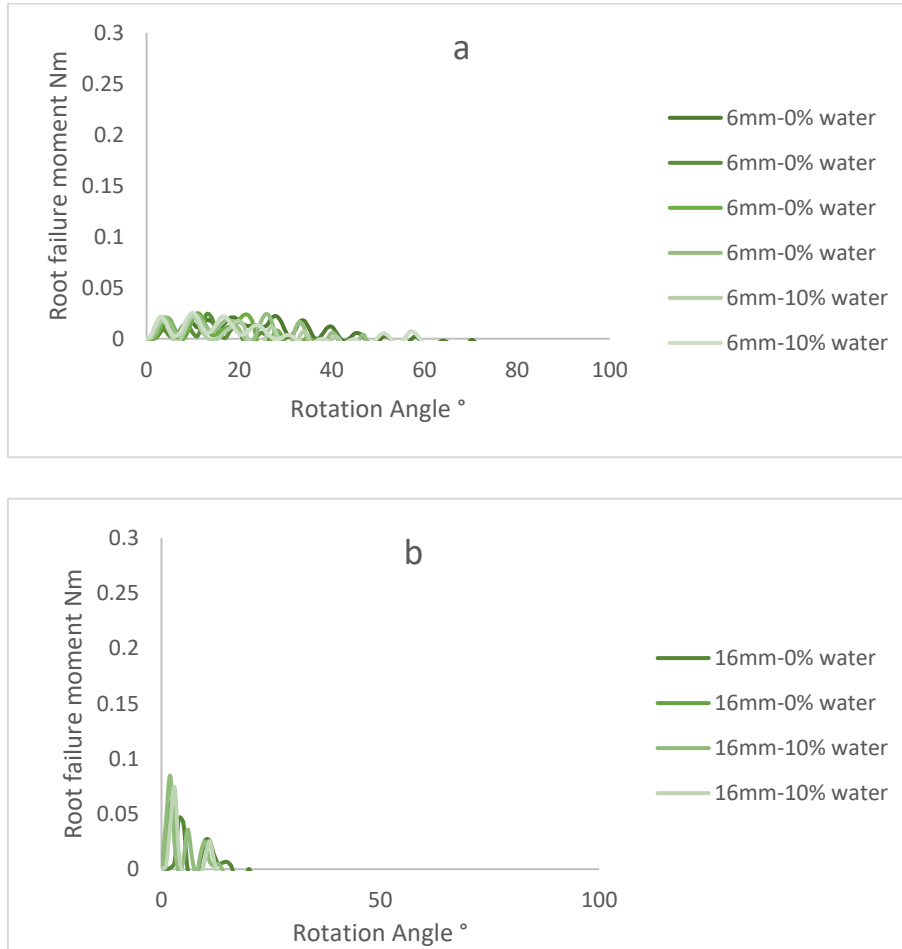 a
0.3
0.25
0.2
0.15
0.1
0.05
0
Root failure moment Nm
0 20 40 60 80 100
Rotation Angle °
6mm-0% water
6mm-0% water
6mm-0% water
6mm-0% water
6mm-10% water
6mm-10% water
b
0.3
0.25
0.2
0.15
0.1
0.05
0
Root failure moment Nm
0 50 100
Rotation Angle °
16mm-0% water
16mm-0% water
16mm-10% water
16mm-10% water